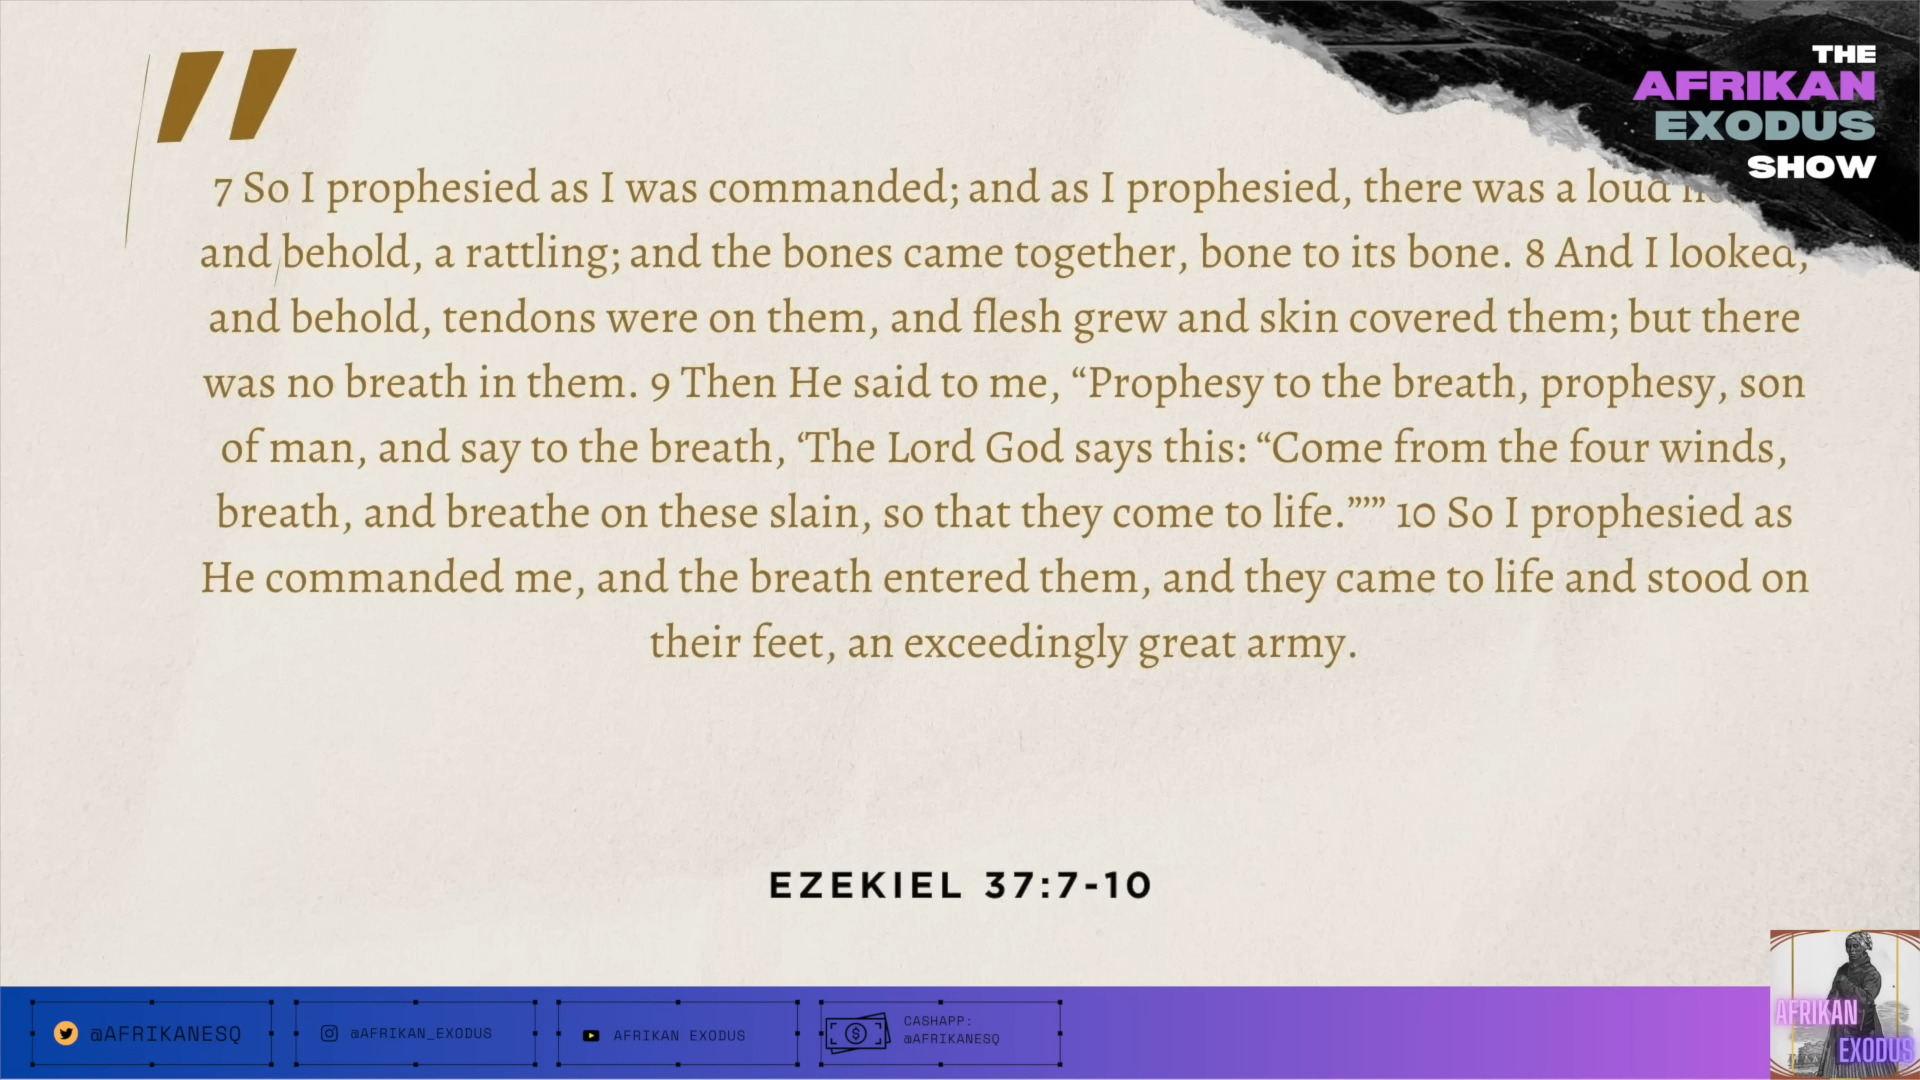 "
THE
AFRIKAN
EXODUS
SHOW
7 So I prophesied as I was commanded; and as I prophesied, there was a loud
and behold, a rattling; and the bones came together, bone to its bone. 8 And I looked,
and behold, tendons were on them, and flesh grew and skin covered them; but there
was no breath in them. 9 Then He said to me, “Prophesy to the breath, prophesy, son
of man, and say to the breath, ‘The Lord God says this: “Come from the four winds,
breath, and breathe on these slain, so that they come to life.”’” 10 So I prophesied as
He commanded me, and the breath entered them, and they came to life and stood on
their feet, an exceedingly great army.
EZEKIEL 37:7-10
@AFRIKANESQ
@AFRIKAN_EXODUS
AFRIKAN EXODUS
CASHAPP:
@AFRIKANESQ
AFRIKAN
EXODUS